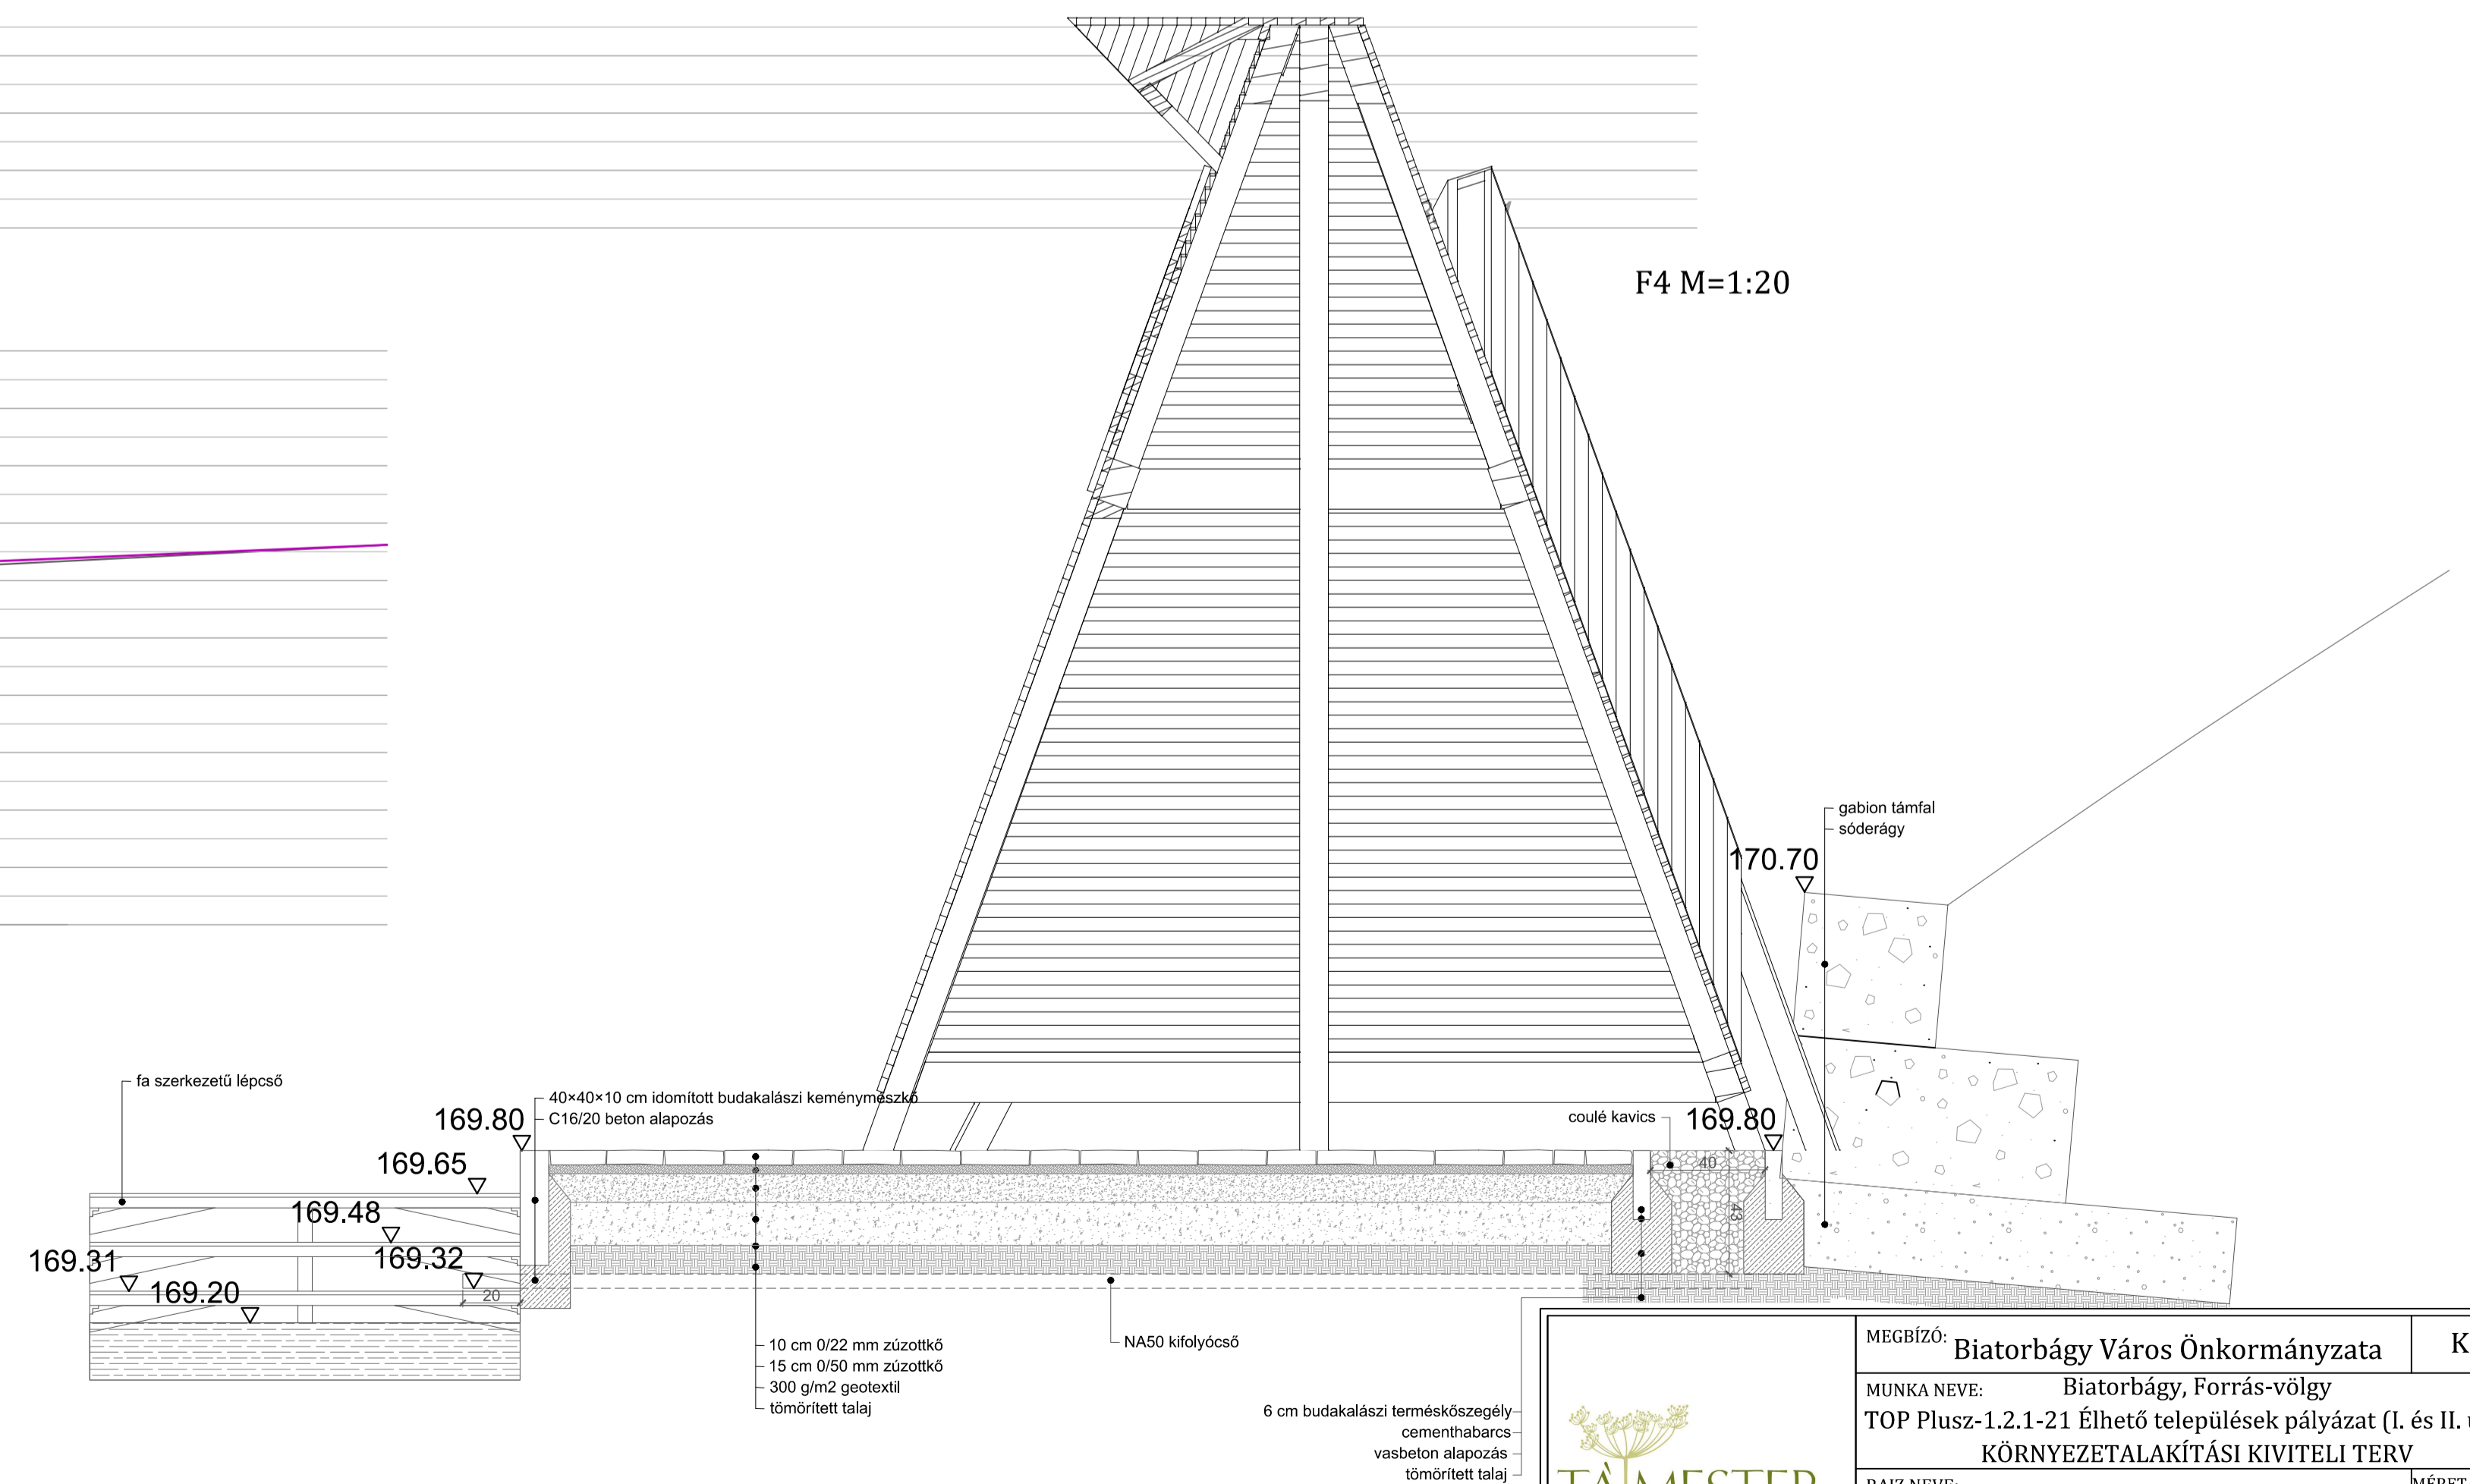 F4 M=1:20
gabion támfal
sóderágy
170.70
fa szerkezetű lépcső
40×40×10 cm idomított budakalászi keménymészkő
C16/20 beton alapozás
169.80
169.65
169.48
169.32
169.31
169.20
20
coulé kavics
169.80
40
43
10 cm 0/22 mm zúzottkő
15 cm 0/50 mm zúzottkő
300 g/m2 geotextil
tömörített talaj
NA50 kifolyócső
6 cm budakalászi terméskőszegély
cementhabarcs
vasbeton alapozás
tömörített talaj
MEGBÍZÓ: Biatorbágy Város Önkormányzata
K
MUNKA NEVE: Biatorbágy, Forrás-völgy
TOP Plusz-1.2.1-21 Élhető települések pályázat (I. és II.
KÖRNYEZETALAKÍTÁSI KIVITELI TERV